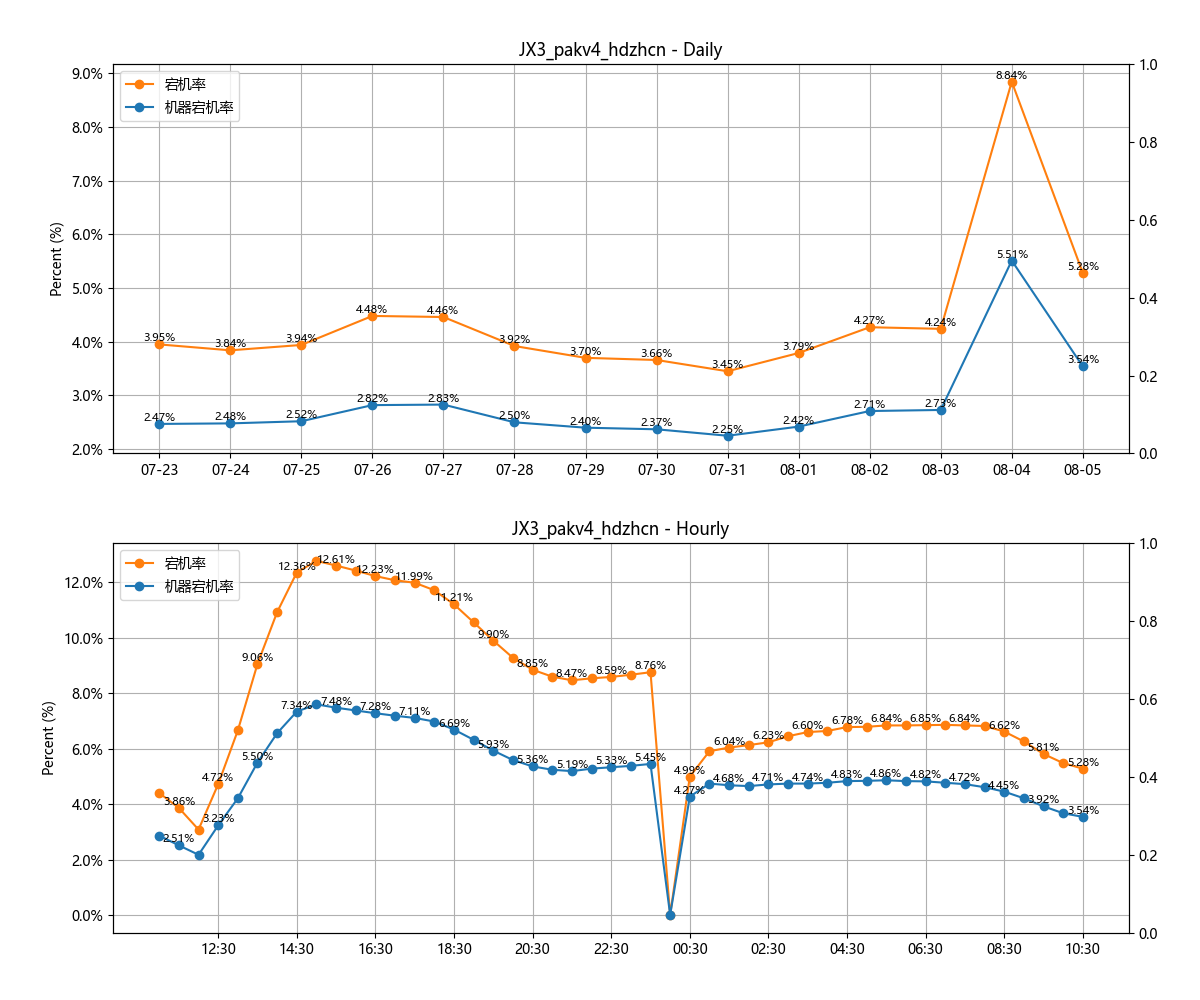 JX3_pakv4_hdzhcn - Daily
宕机率
机器宕机率
Percent (%)
9.0%
8.0%
7.0%
6.0%
5.0%
4.0%
3.0%
2.0%
1.0
0.8
0.6
0.4
0.2
0.0
3.95% 3.84% 3.94% 4.48% 4.46% 3.92% 3.70% 3.66% 3.45% 3.79% 4.27% 4.24% 8.84% 5.28%
2.47% 2.48% 2.52% 2.82% 2.83% 2.50% 2.40% 2.37% 2.25% 2.42% 2.71% 2.73% 5.51% 3.54%
07-23 07-24 07-25 07-26 07-27 07-28 07-29 07-30 07-31 08-01 08-02 08-03 08-04 08-05
JX3_pakv4_hdzhcn - Hourly
宕机率
机器宕机率
Percent (%)
12.0%
10.0%
8.0%
6.0%
4.0%
2.0%
0.0%
1.0
0.8
0.6
0.4
0.2
0.0
3.86% 4.72% 9.06% 12.36% 12.61% 12.23% 11.99% 11.21% 9.90% 8.85% 8.47% 8.59% 8.76% 4.99% 6.04% 6.23% 6.60% 6.78% 6.84% 6.85% 6.84% 6.62% 5.81% 5.28%
2.51% 3.23% 5.50% 7.34% 7.48% 7.28% 7.11% 6.69% 5.93% 5.36% 5.19% 5.33% 5.45% 4.27% 4.68% 4.71% 4.74% 4.83% 4.86% 4.82% 4.72% 4.45% 3.92% 3.54%
12:30 14:30 16:30 18:30 20:30 22:30 00:30 02:30 04:30 06:30 08:30 10:30